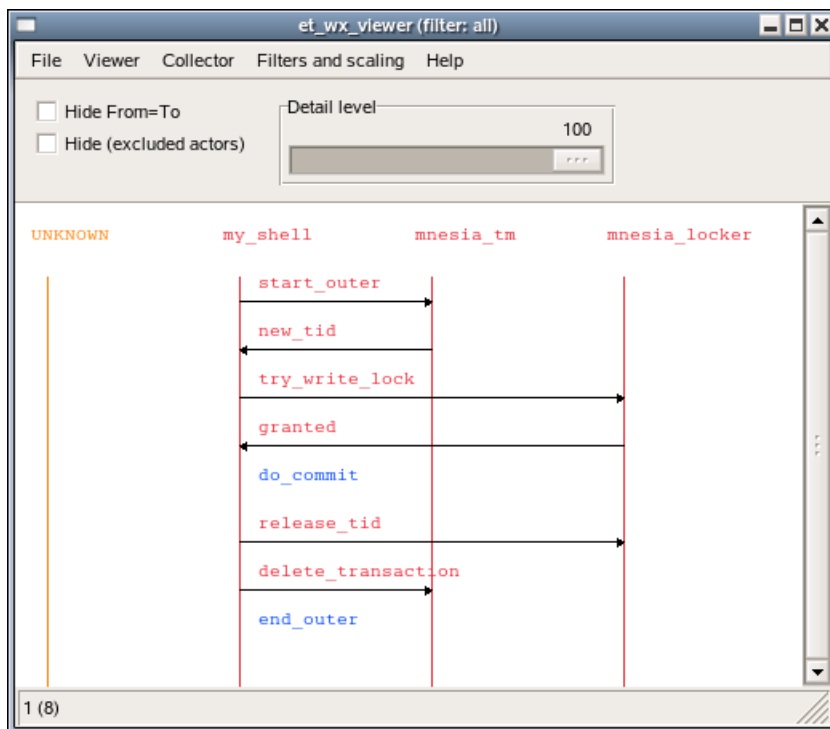 et_wx_viewer (filter: all)
File Viewer Collector Filters and scaling Help
Hide From=To
Hide (excluded actors)
Detail level
100
UNKNOWN my_shell mnesia_tm mnesia_locker
start_outer
new_tid
try_write_lock
granted
do_commit
release_tid
delete_transaction
end_outer
1 (8)